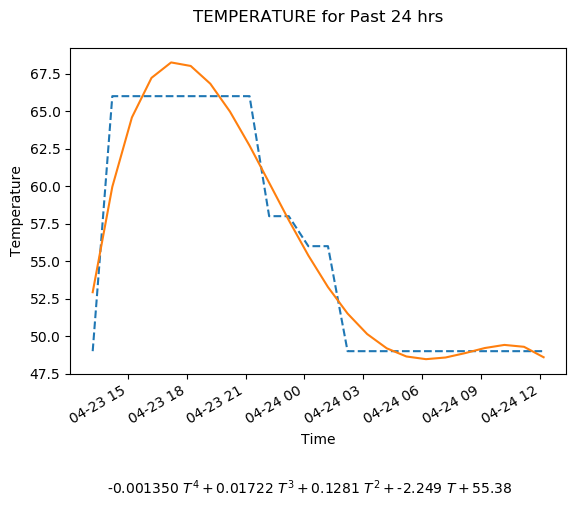 TEMPERATURE for Past 24 hrs
67.5
65.0
62.5
60.0
57.5
55.0
52.5
50.0
47.5
Temperature
04-23 15 04-23 18 04-23 21 04-24 00 04-24 03 04-24 06 04-24 09 04-24 12
Time
-0.001350 T⁴ + 0.01722 T³ + 0.1281 T² + -2.249 T + 55.38